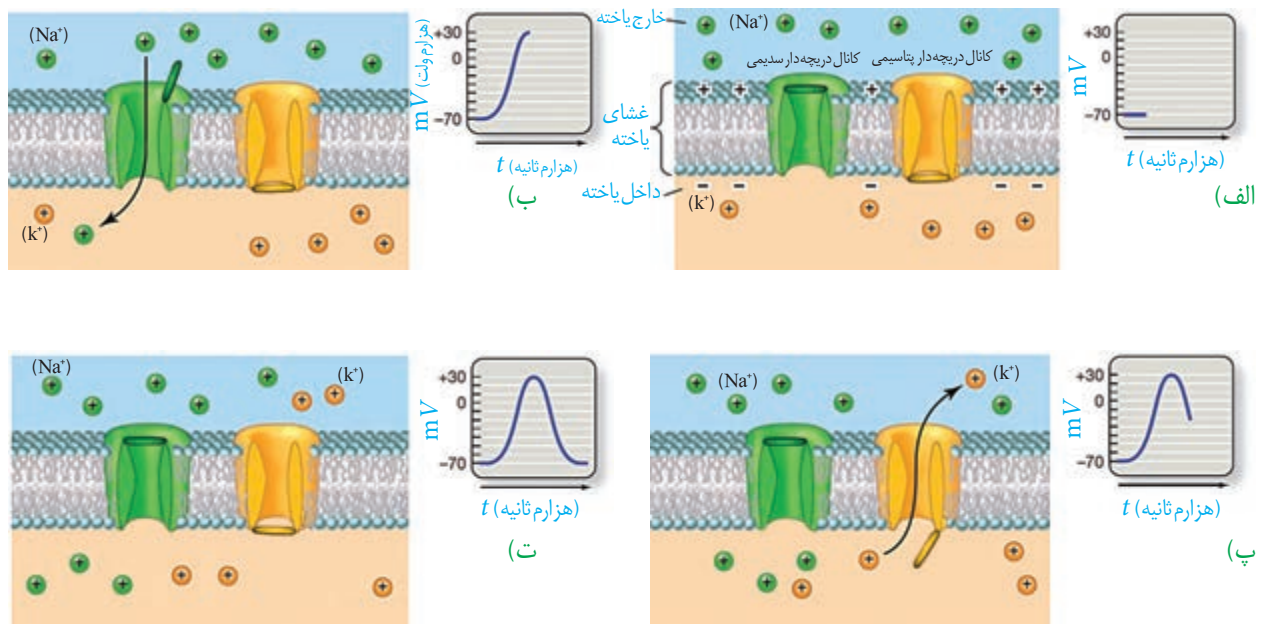 خارج یاخته
(Na⁺)
کانال دریچه‌دار سدیمی
کانال دریچه‌دار پتاسیمی
غشای
یاخته
داخل یاخته
(k⁺)
+ + + + +
– – – – –
mV
+30
0
−70
t (هزارم ثانیه)
الف)
(Na⁺)
(k⁺)
mV (هزارم ولت)
+30
0
−70
t (هزارم ثانیه)
ب)
(Na⁺)
(k⁺)
mV
+30
0
−70
t (هزارم ثانیه)
پ)
(Na⁺)
(k⁺)
mV
+30
0
−70
t (هزارم ثانیه)
ت)